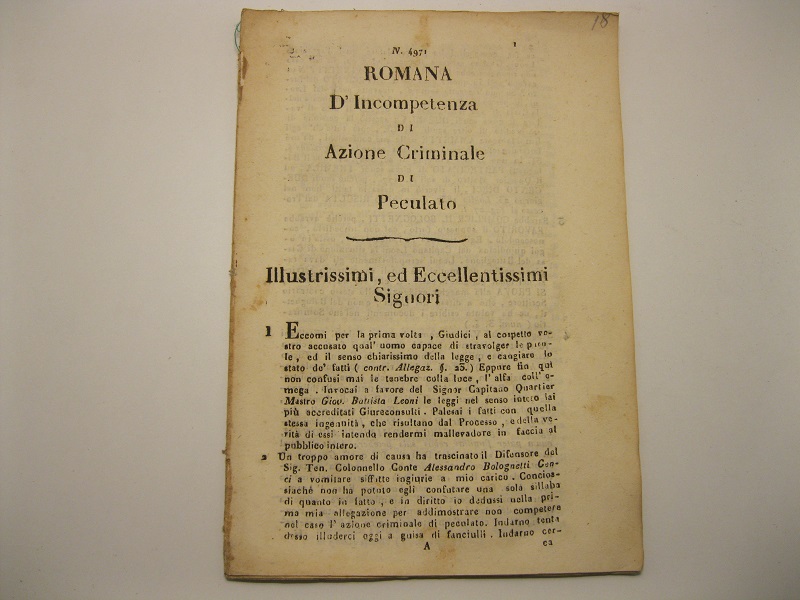 18
N. 4971
1
ROMANA
D' Incompetenza
DI
Azione Criminale
DI
Peculato
Illustrissimi, ed Eccellentissimi
Signori
1 Eccomi per la prima volta , Giudici , al cospetto vo-
stro accusato qual' uomo capace di stravolger le paro-
le , ed il senso chiarissimo della legge , e cangiare lo
stato de' fatti ( contr. Allegaz. §. 25. ) Eppure fin qui
non confusi mai le tenebre colla luce , l' alfa coll' o-
mega . Invocai a favore del Signor Capitano Quartier
Mastro Giov. Battista Leoni le leggi nel senso intero dai
più accreditati Giureconsulti . Palesai i fatti con quella
stessa ingenuità , che risultano dal Processo , e della ve-
rità di essi intendo rendermi mallevadore in faccia al
pubblico intero.
2 Un troppo amore di causa ha trascinato il Difensore del
Sig. Ten. Colonnello Conte Alessandro Bolognetti Cen-
ci a vomitare siffatte ingiurie a mio carico . Concios-
siachè non ha potuto egli confutare una sola sillaba
di quanto in fatto , e in diritto io dedussi nella pri-
ma mia allegazione per addimostrare non competere
nel caso l' azione criminale di peculato. Indarno tenta
desso illuderci oggi a guisa di fanciulli . Indarno cer-
A
ca